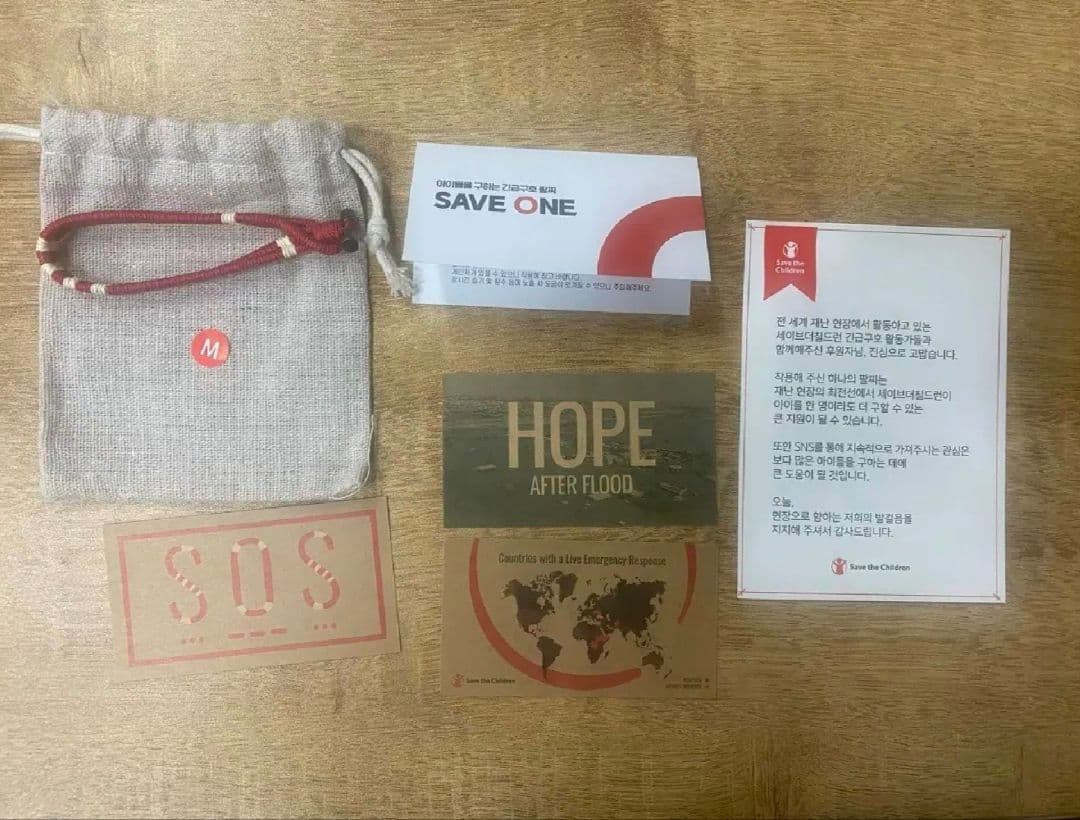 M
아이들을 구하는 긴급구호 팔찌
SAVE ONE
HOPE
AFTER FLOOD
SOS
Countries with a Live Emergency Response
Save the Children
Save the
Children
전 세계 재난 현장에서 활동하고 있는
세이브더칠드런 긴급구호 활동가들과
함께해주신 후원자님, 진심으로 고맙습니다.
착용해 주신 하나의 팔찌는
재난 현장의 최전선에서 세이브더칠드런이
아이를 한 명이라도 더 구할 수 있는
큰 지원이 될 수 있습니다.
또한 SNS를 통해 지속적으로 가져주시는 관심은
보다 많은 아이들을 구하는 데에
큰 도움이 될 것입니다.
오늘,
현장으로 향하는 저희의 발걸음을
지지해 주셔서 감사드립니다.
Save the Children